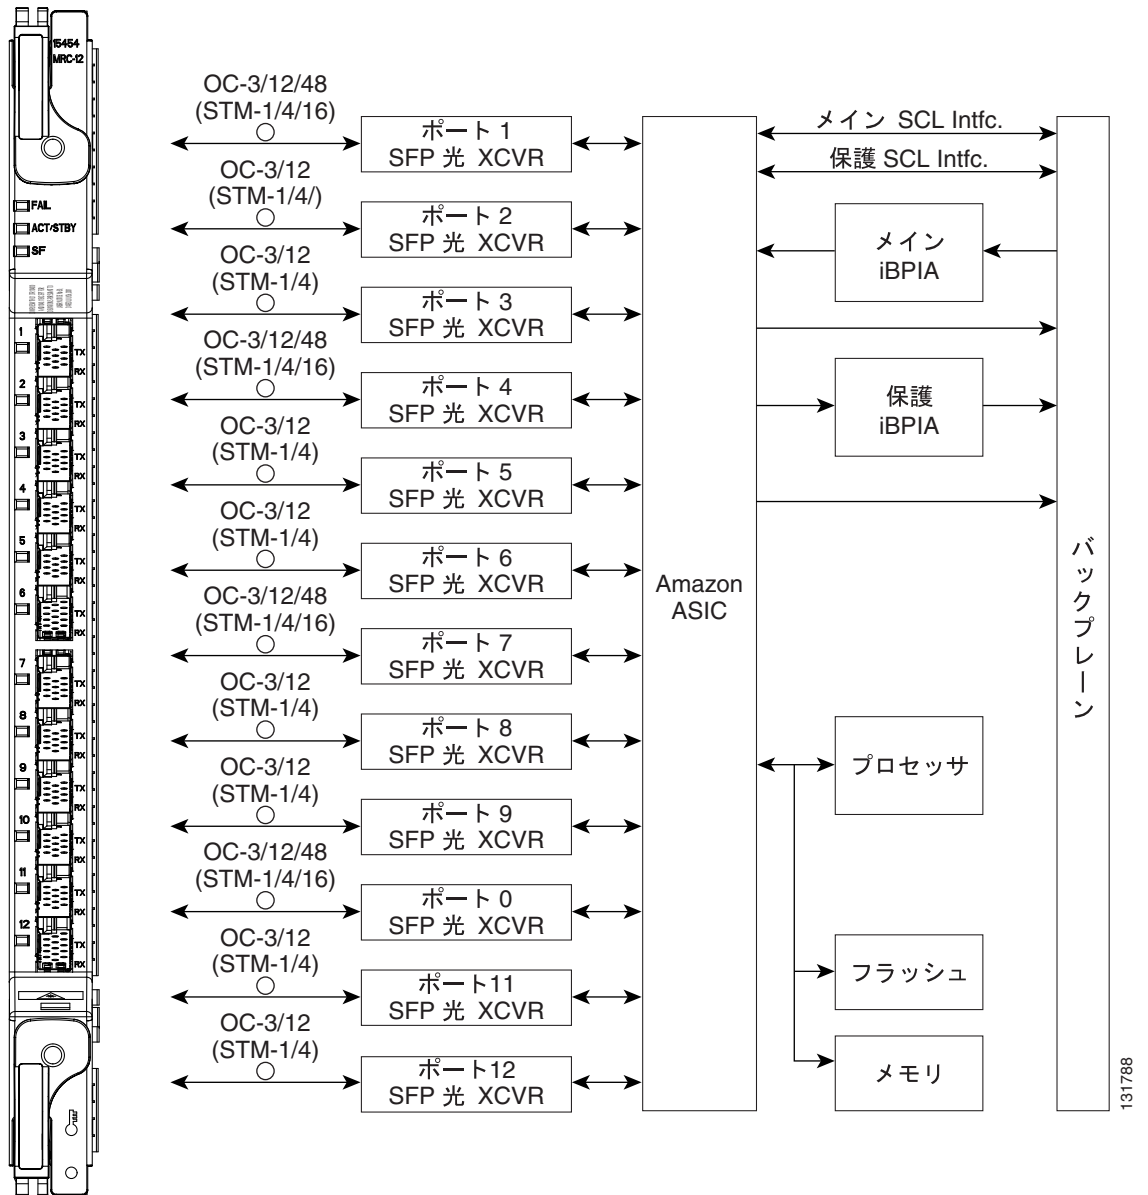 15454
MRC-12
FAIL
ACT/STBY
SF
1
TX
RX
2
TX
RX
3
TX
RX
4
TX
RX
5
TX
RX
6
TX
RX
7
TX
RX
8
TX
RX
9
TX
RX
10
TX
RX
11
TX
RX
12
TX
RX
OC-3/12/48
(STM-1/4/16)
ポート 1
SFP 光 XCVR
OC-3/12
(STM-1/4/)
ポート 2
SFP 光 XCVR
OC-3/12
(STM-1/4)
ポート 3
SFP 光 XCVR
OC-3/12/48
(STM-1/4/16)
ポート 4
SFP 光 XCVR
OC-3/12
(STM-1/4)
ポート 5
SFP 光 XCVR
OC-3/12
(STM-1/4)
ポート 6
SFP 光 XCVR
OC-3/12/48
(STM-1/4/16)
ポート 7
SFP 光 XCVR
OC-3/12
(STM-1/4)
ポート 8
SFP 光 XCVR
OC-3/12
(STM-1/4)
ポート 9
SFP 光 XCVR
OC-3/12/48
(STM-1/4/16)
ポート 0
SFP 光 XCVR
OC-3/12
(STM-1/4)
ポート11
SFP 光 XCVR
OC-3/12
(STM-1/4)
ポート12
SFP 光 XCVR
Amazon
ASIC
メイン SCL Intfc.
保護 SCL Intfc.
メイン
iBPIA
保護
iBPIA
プロセッサ
フラッシュ
メモリ
バックプレーン
131788